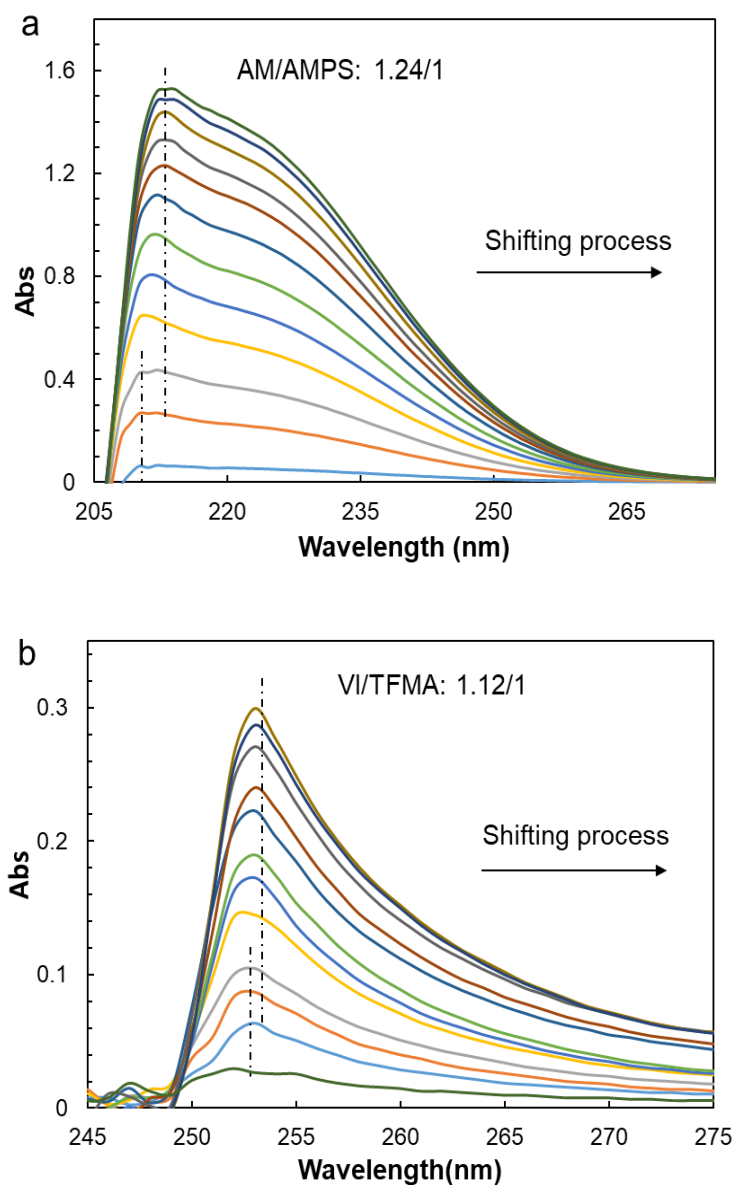 a
AM/AMPS: 1.24/1
1.6
1.2
0.8
0.4
0
Abs
Shifting process
205 220 235 250 265
Wavelength (nm)
b
VI/TFMA: 1.12/1
0.3
0.2
0.1
0
Abs
Shifting process
245 250 255 260 265 270 275
Wavelength(nm)